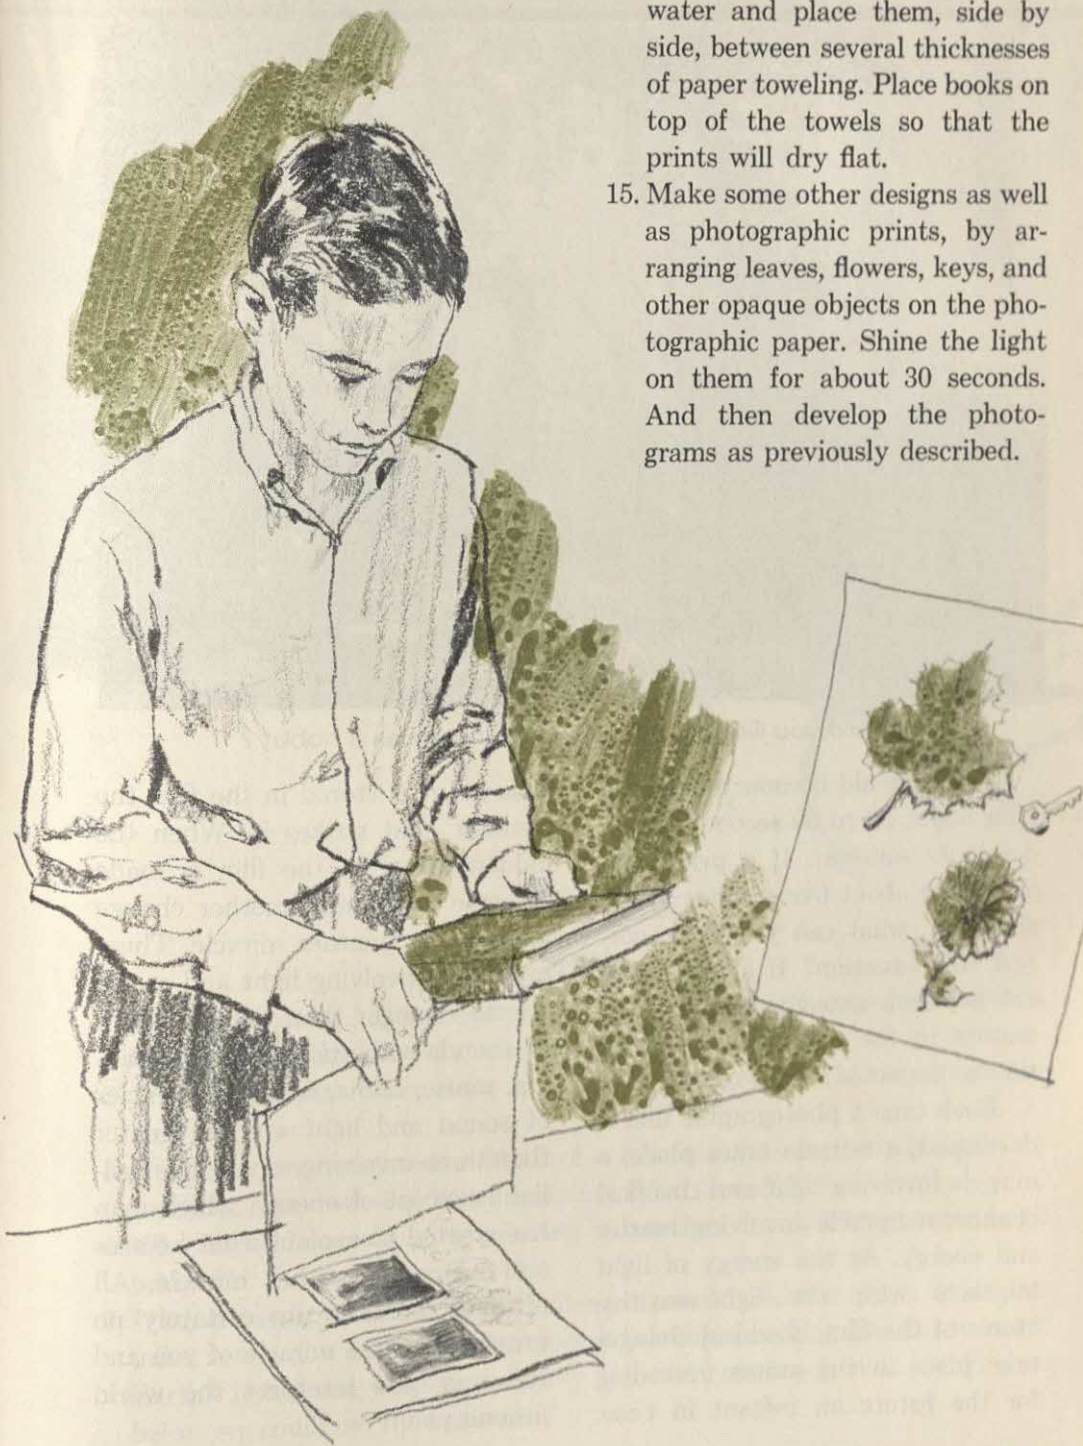 water and place them, side by
side, between several thicknesses
of paper toweling. Place books on
top of the towels so that the
prints will dry flat.
15. Make some other designs as well
as photographic prints, by ar-
ranging leaves, flowers, keys, and
other opaque objects on the pho-
tographic paper. Shine the light
on them for about 30 seconds.
And then develop the photo-
grams as previously described.